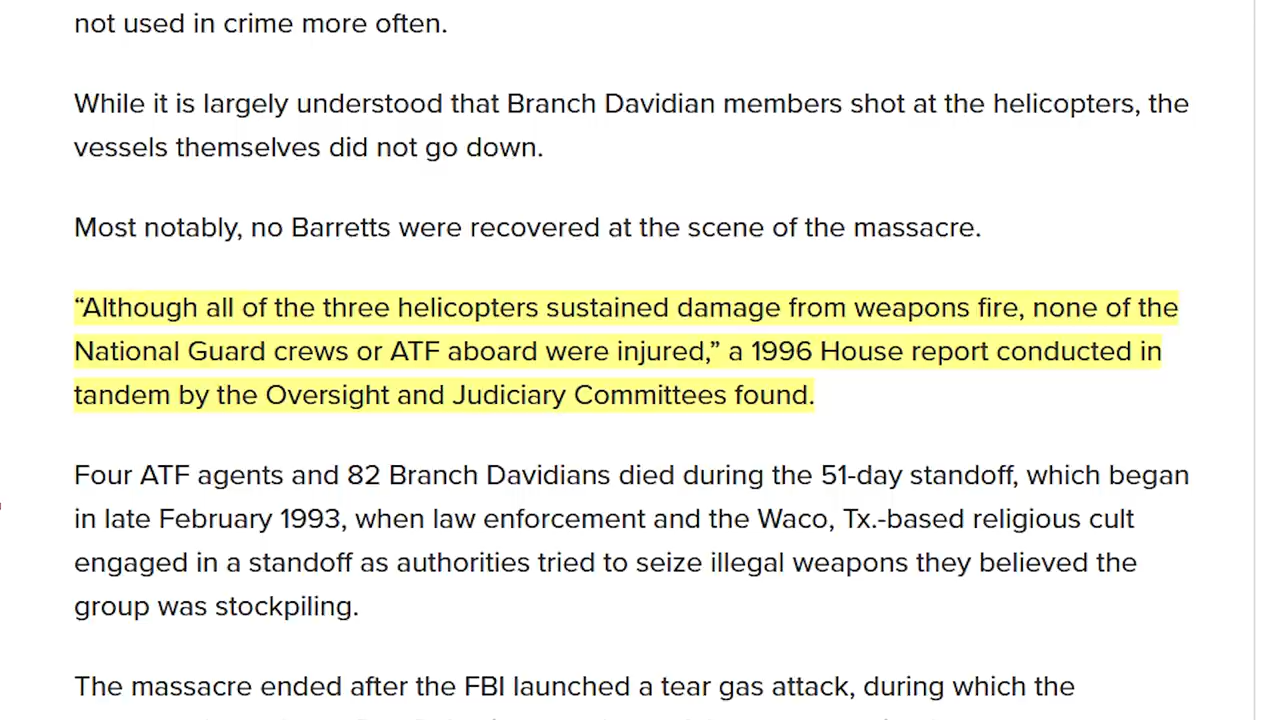 not used in crime more often.
While it is largely understood that Branch Davidian members shot at the helicopters, the
vessels themselves did not go down.
Most notably, no Barretts were recovered at the scene of the massacre.
“Although all of the three helicopters sustained damage from weapons fire, none of the
National Guard crews or ATF aboard were injured,” a 1996 House report conducted in
tandem by the Oversight and Judiciary Committees found.
Four ATF agents and 82 Branch Davidians died during the 51-day standoff, which began
in late February 1993, when law enforcement and the Waco, Tx.-based religious cult
engaged in a standoff as authorities tried to seize illegal weapons they believed the
group was stockpiling.
The massacre ended after the FBI launched a tear gas attack, during which the